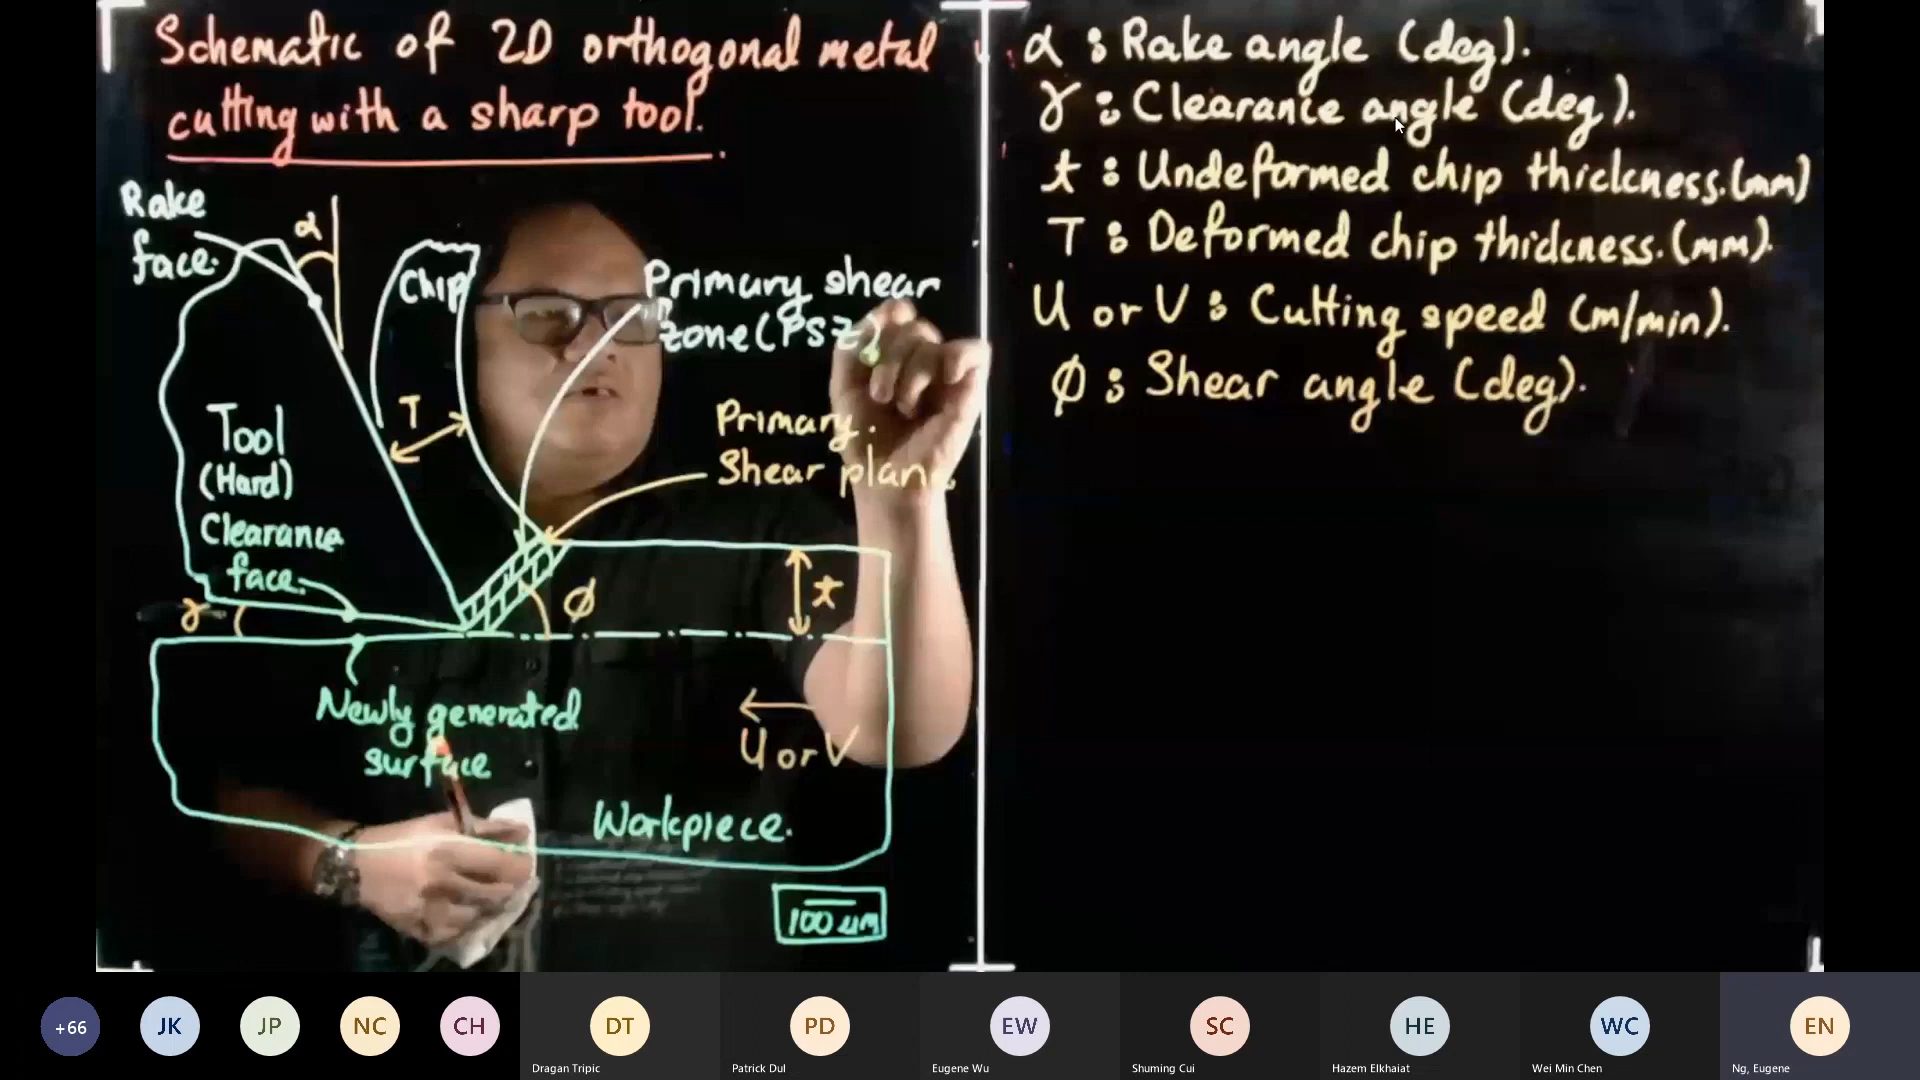 Schematic of 2D orthogonal metal
cutting with a sharp tool.
Rake
face.
α
Chip
Primary shear
zone (PSZ)
T
Primary
Shear plane
Tool
(Hard)
Clearance
face.
γ
ϕ
t
Newly generated
surface
U or V
Workpiece.
100 μm
α : Rake angle (deg).
γ : Clearance angle (deg).
t : Undeformed chip thickness. (mm)
T : Deformed chip thickness. (mm).
U or V : Cutting speed (m/min).
ϕ : Shear angle (deg).
+66
JK
JP
NC
CH
DT
PD
EW
SC
HE
WC
EN
Dragan Tripic
Patrick Dul
Eugene Wu
Shuming Cui
Hazem Elkhaiat
Wei Min Chen
Ng, Eugene